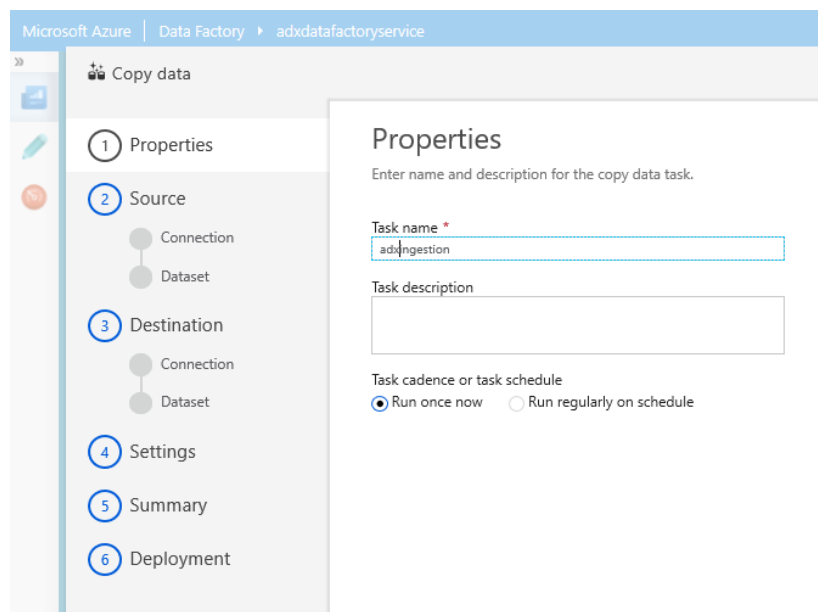 Microsoft Azure Data Factory adxdatafactoryservice
»
Copy data
1 Properties
2 Source
Connection
Dataset
3 Destination
Connection
Dataset
4 Settings
5 Summary
6 Deployment
Properties
Enter name and description for the copy data task.
Task name *
adxingestion
Task description
Task cadence or task schedule
Run once now Run regularly on schedule